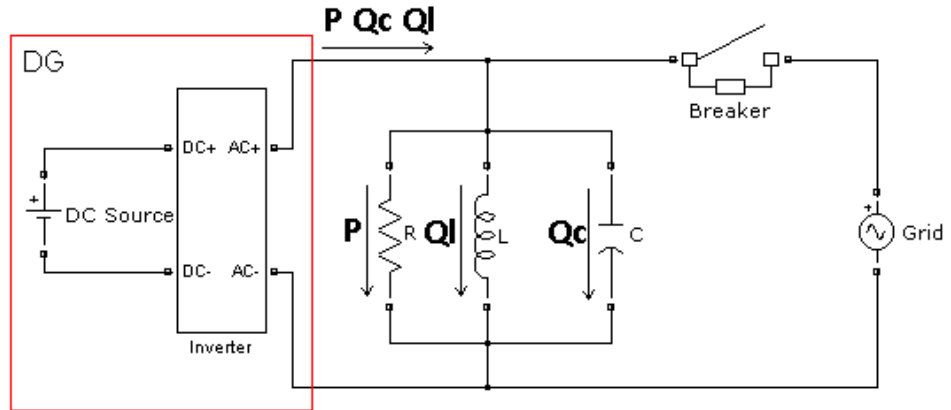 P Qc Ql
DG
Breaker
DC+ AC+
+
DC Source
P
R
Ql
L
Qc
C
+
Grid
DC- AC-
Inverter